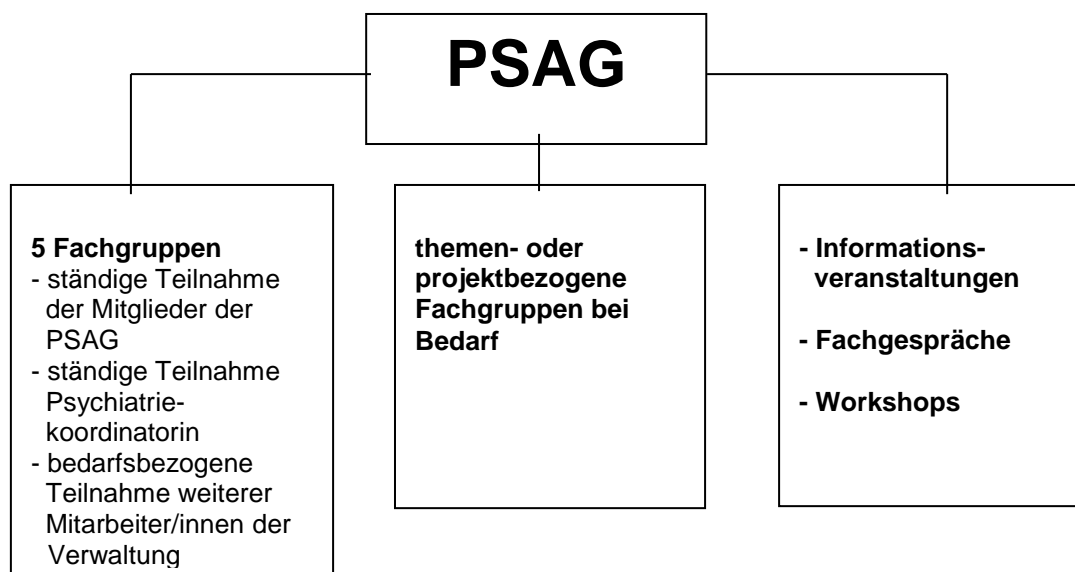 PSAG
5 Fachgruppen
- ständige Teilnahme
der Mitglieder der
PSAG
- ständige Teilnahme
Psychiatrie-
koordinatorin
- bedarfsbezogene
Teilnahme weiterer
Mitarbeiter/innen der
Verwaltung
themen- oder
projektbezogene
Fachgruppen bei
Bedarf
- Informations-
veranstaltungen
- Fachgespräche
- Workshops